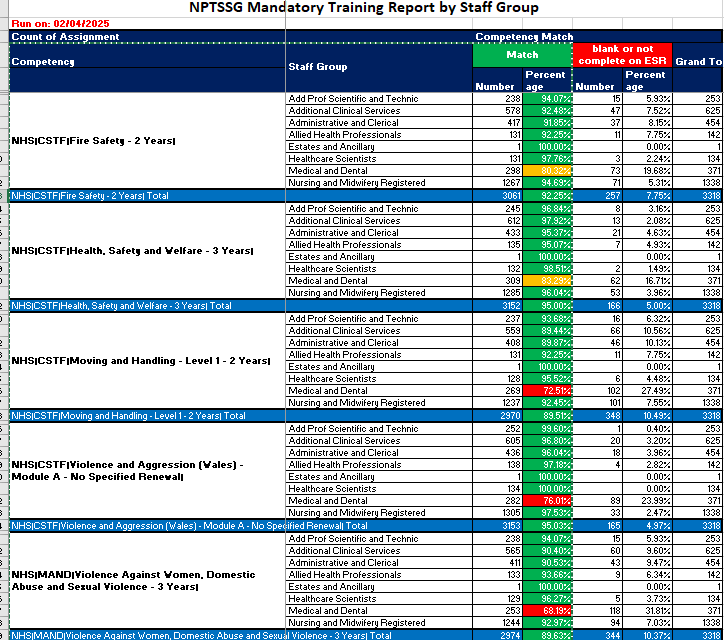 NPTSSG Mandatory Training Report by Staff Group
Run on: 02/04/2025
Count of Assignment Competency Match
Competency Staff Group Match blank or not complete on ESR Grand To
Number Percent age Number Percent age
NHS|CSTF|Fire Safety - 2 Years|
Add Prof Scientific and Technic 238 94.07% 15 5.93% 253
Additional Clinical Services 578 92.48% 47 7.52% 625
Administrative and Clerical 417 91.85% 37 8.15% 454
Allied Health Professionals 131 92.25% 11 7.75% 142
Estates and Ancillary 1 100.00% 0.00% 1
Healthcare Scientists 131 97.76% 3 2.24% 134
Medical and Dental 298 80.32% 73 19.68% 371
Nursing and Midwifery Registered 1267 94.69% 71 5.31% 1338
NHS|CSTF|Fire Safety - 2 Years| Total 3061 92.25% 257 7.75% 3318
NHS|CSTF|Health, Safety and Welfare - 3 Years|
Add Prof Scientific and Technic 245 96.84% 8 3.16% 253
Additional Clinical Services 612 97.92% 13 2.08% 625
Administrative and Clerical 433 95.37% 21 4.63% 454
Allied Health Professionals 135 95.07% 7 4.93% 142
Estates and Ancillary 1 100.00% 0.00% 1
Healthcare Scientists 132 98.51% 2 1.49% 134
Medical and Dental 309 83.29% 62 16.71% 371
Nursing and Midwifery Registered 1285 96.04% 53 3.96% 1338
NHS|CSTF|Health, Safety and Welfare - 3 Years| Total 3152 95.00% 166 5.00% 3318
NHS|CSTF|Moving and Handling - Level 1 - 2 Years|
Add Prof Scientific and Technic 237 93.68% 16 6.32% 253
Additional Clinical Services 559 89.44% 66 10.56% 625
Administrative and Clerical 408 89.87% 46 10.13% 454
Allied Health Professionals 131 92.25% 11 7.75% 142
Estates and Ancillary 1 100.00% 0.00% 1
Healthcare Scientists 128 95.52% 6 4.48% 134
Medical and Dental 269 72.51% 102 27.49% 371
Nursing and Midwifery Registered 1237 92.45% 101 7.55% 1338
NHS|CSTF|Moving and Handling - Level 1 - 2 Years| Total 2970 89.51% 348 10.49% 3318
NHS|CSTF|Violence and Aggression (Wales) -
Module A - No Specified Renewal|
Add Prof Scientific and Technic 252 99.60% 1 0.40% 253
Additional Clinical Services 605 96.80% 20 3.20% 625
Administrative and Clerical 436 96.04% 18 3.96% 454
Allied Health Professionals 138 97.18% 4 2.82% 142
Estates and Ancillary 1 100.00% 0.00% 1
Healthcare Scientists 134 100.00% 0.00% 134
Medical and Dental 282 76.01% 89 23.99% 371
Nursing and Midwifery Registered 1305 97.53% 33 2.47% 1338
NHS|CSTF|Violence and Aggression (Wales) - Module A - No Specified Renewal| Total 3153 95.03% 165 4.97% 3318
NHS|MAND|Violence Against Women, Domestic
Abuse and Sexual Violence - 3 Years|
Add Prof Scientific and Technic 238 94.07% 15 5.93% 253
Additional Clinical Services 565 90.40% 60 9.60% 625
Administrative and Clerical 411 90.53% 43 9.47% 454
Allied Health Professionals 133 93.66% 9 6.34% 142
Estates and Ancillary 1 100.00% 0.00% 1
Healthcare Scientists 129 96.27% 5 3.73% 134
Medical and Dental 253 68.19% 118 31.81% 371
Nursing and Midwifery Registered 1244 92.97% 94 7.03% 1338
NHS|MAND|Violence Against Women, Domestic Abuse and Sexual Violence - 3 Years| Total 2974 89.63% 344 10.37% 3318